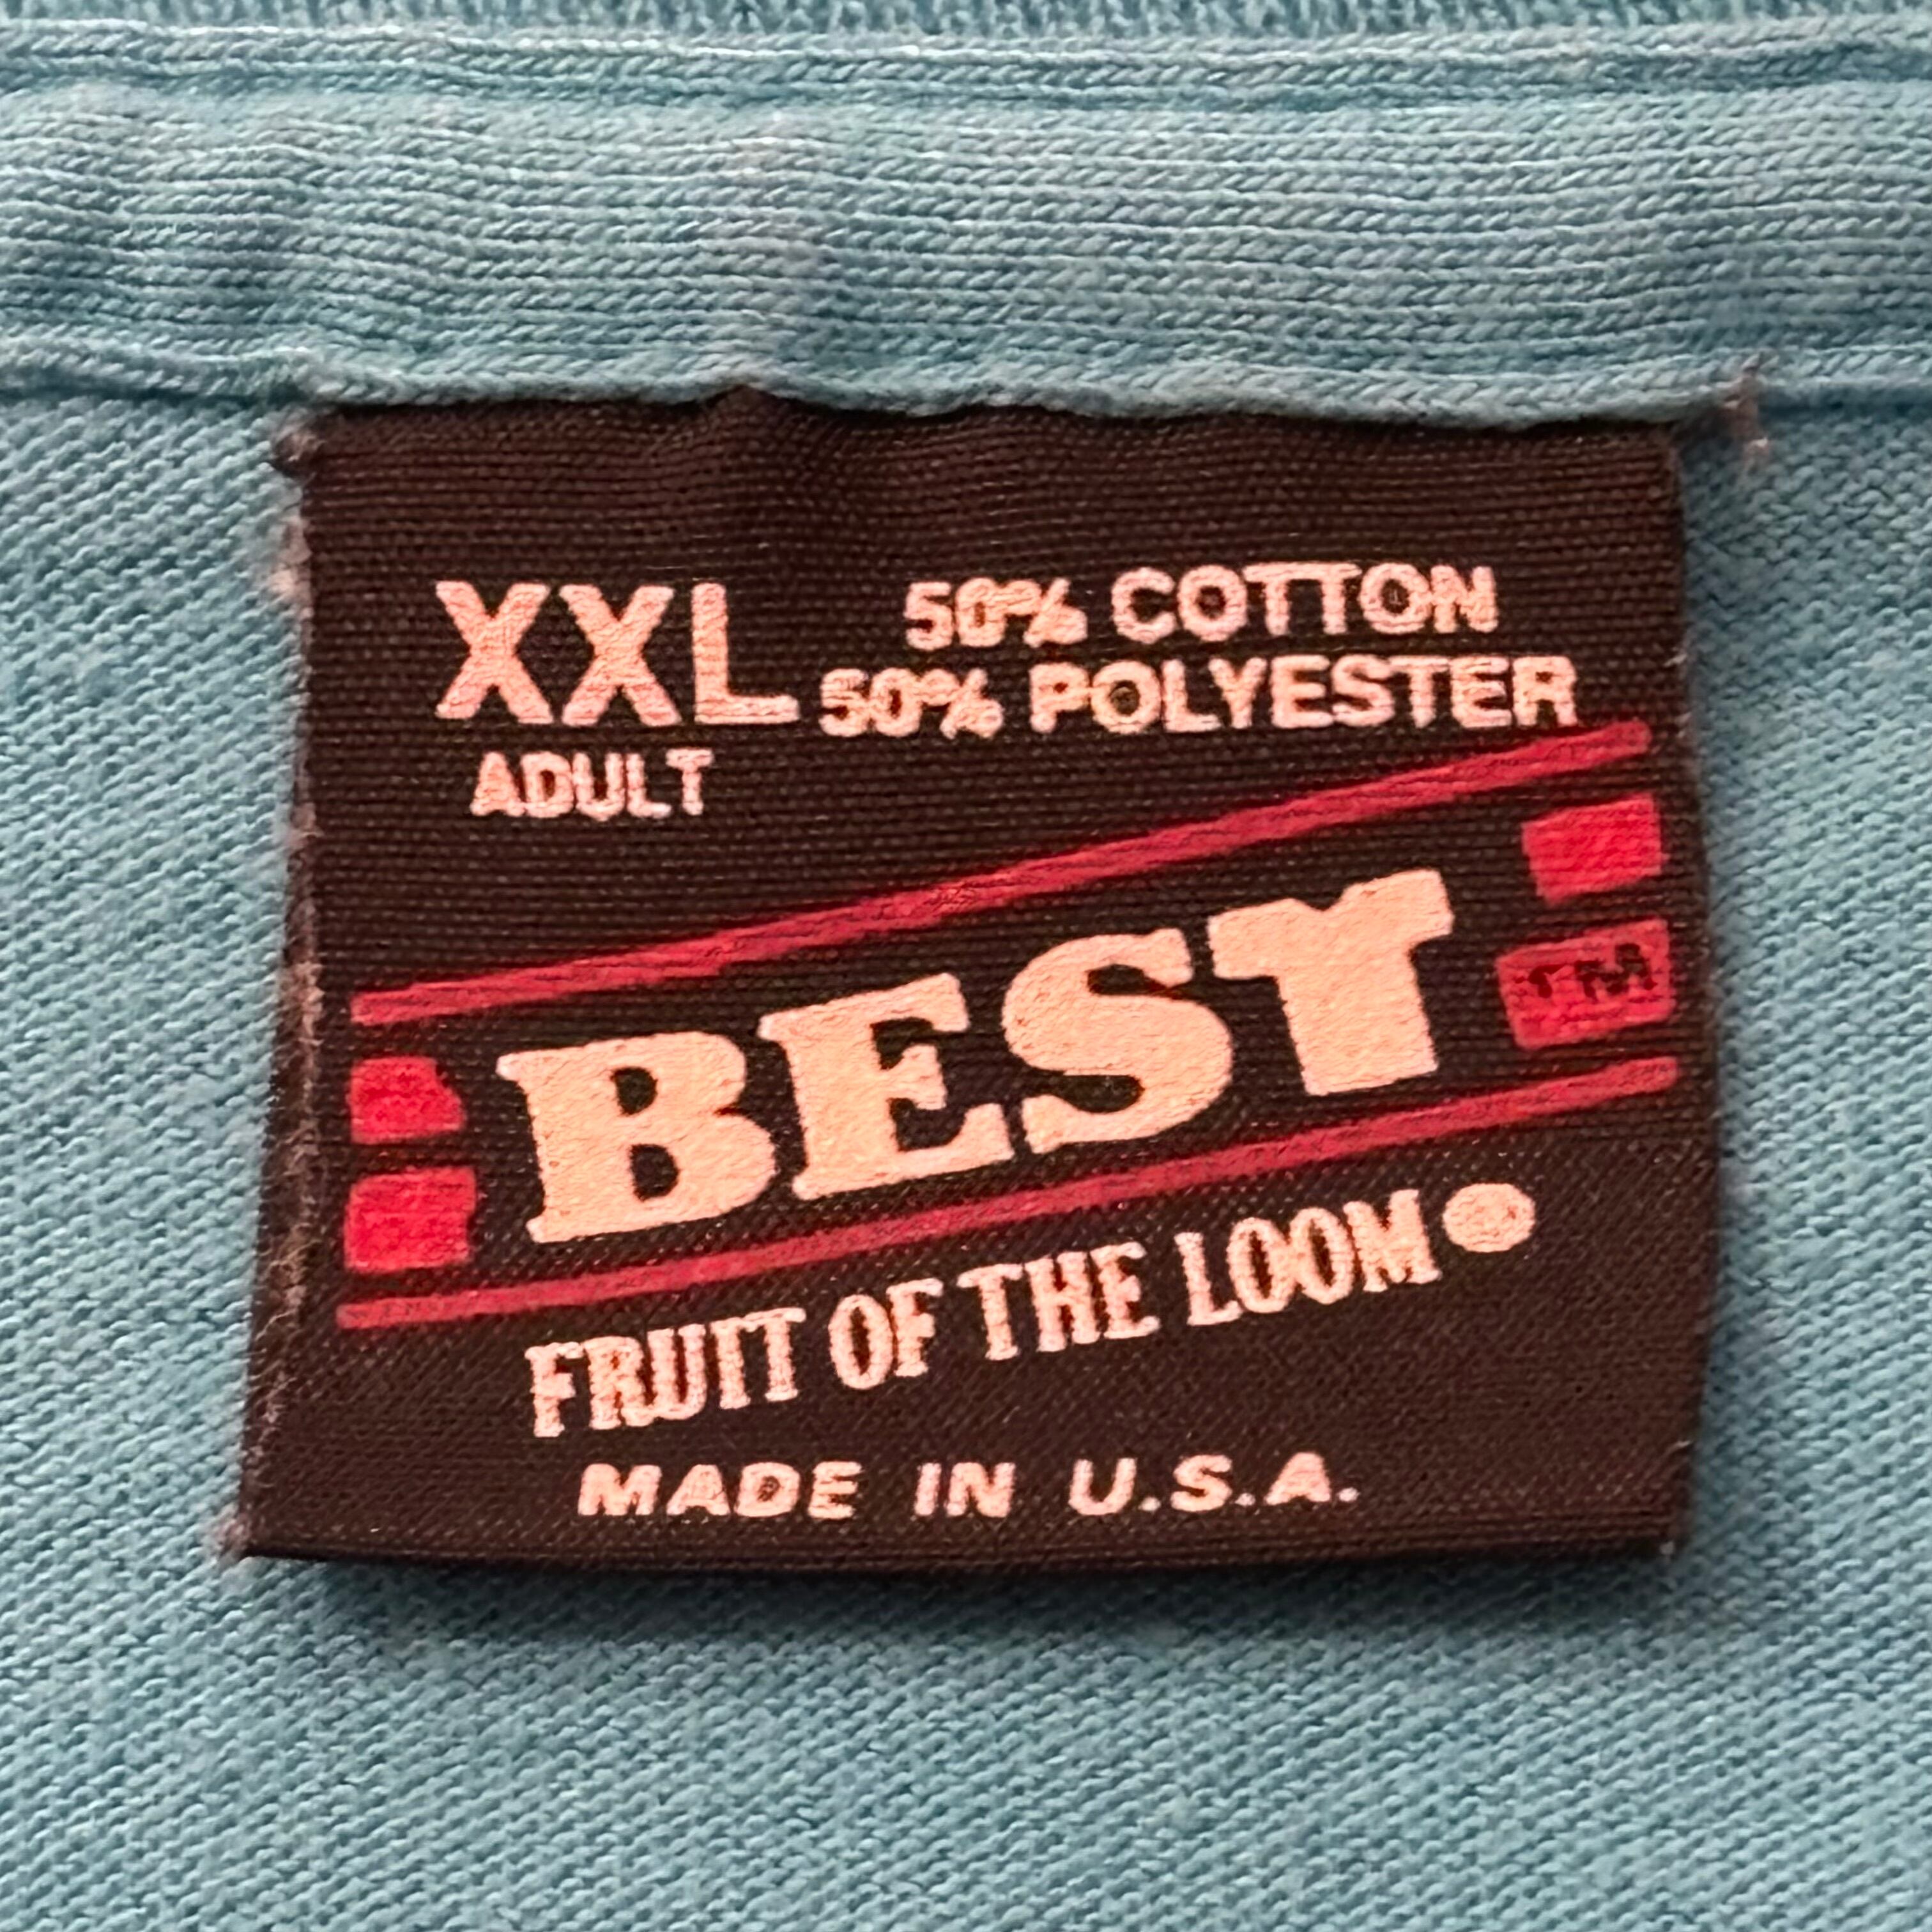 XXL
ADULT
50% COTTON
50% POLYESTER
BEST
TM
FRUIT OF THE LOOM
MADE IN U.S.A.